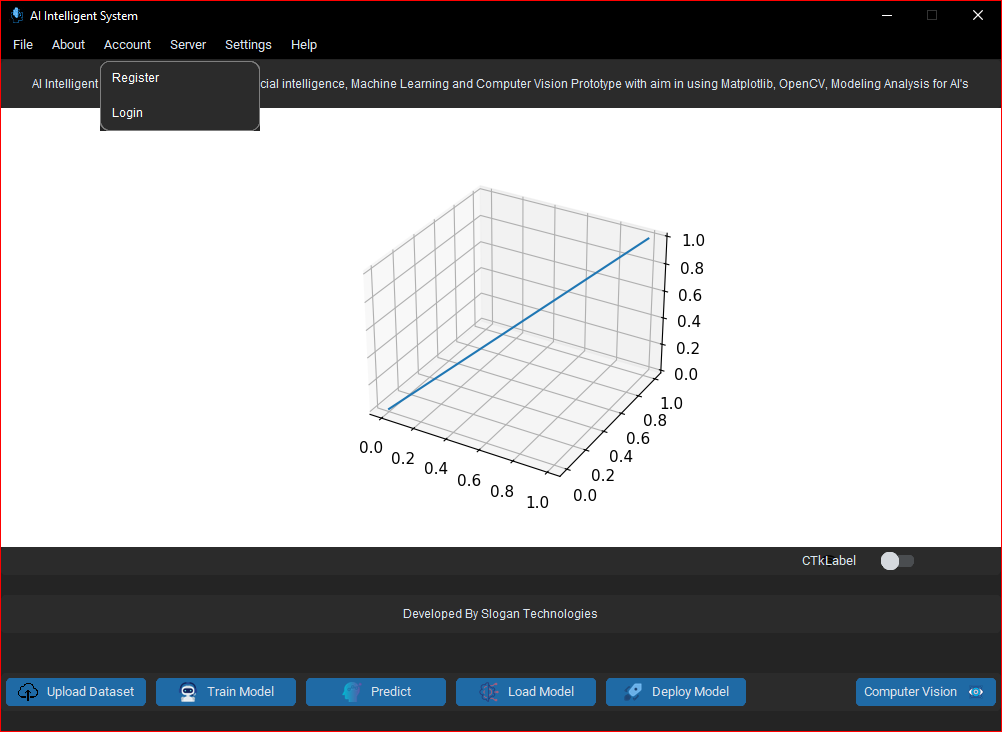 AI Intelligent System
File About Account Server Settings Help
AI Intelligent cial intelligence, Machine Learning and Computer Vision Prototype with aim in using Matplotlib, OpenCV, Modeling Analysis for AI's
Register
Login
1.0
0.8
0.6
0.4
0.2
0.0
1.0
0.8
0.6
0.4
0.2
0.0
0.0 0.2 0.4 0.6 0.8 1.0
CTkLabel
Developed By Slogan Technologies
Upload Dataset Train Model Predict Load Model Deploy Model Computer Vision